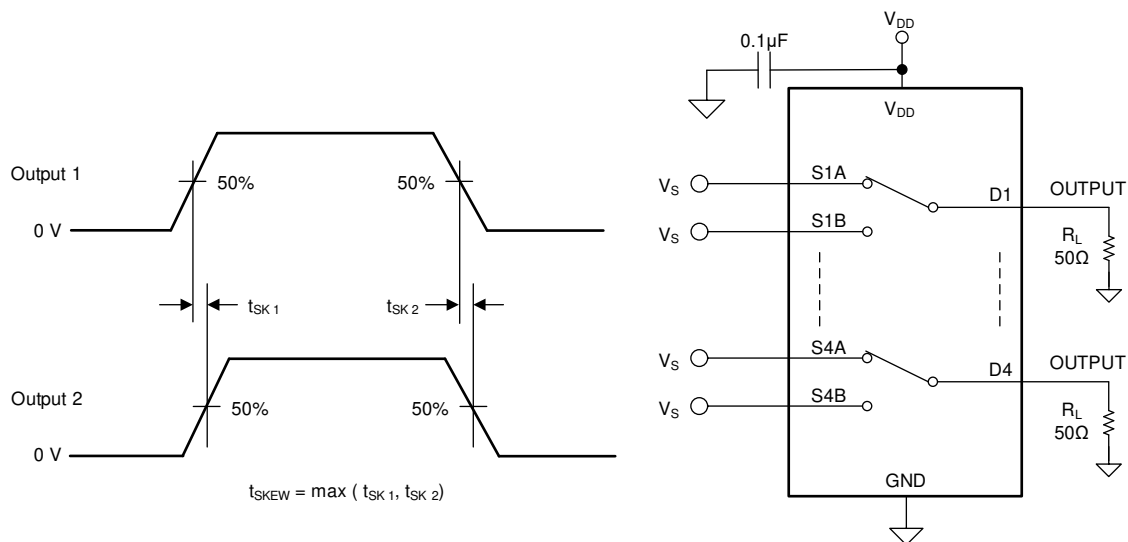 Output 1
50%
50%
0 V
tSK 1
tSK 2
Output 2
50%
50%
0 V
tSKEW = max ( tSK 1, tSK 2)
VDD
0.1µF
VDD
VS
S1A
D1
OUTPUT
VS
S1B
RL
50Ω
VS
S4A
D4
OUTPUT
VS
S4B
RL
50Ω
GND